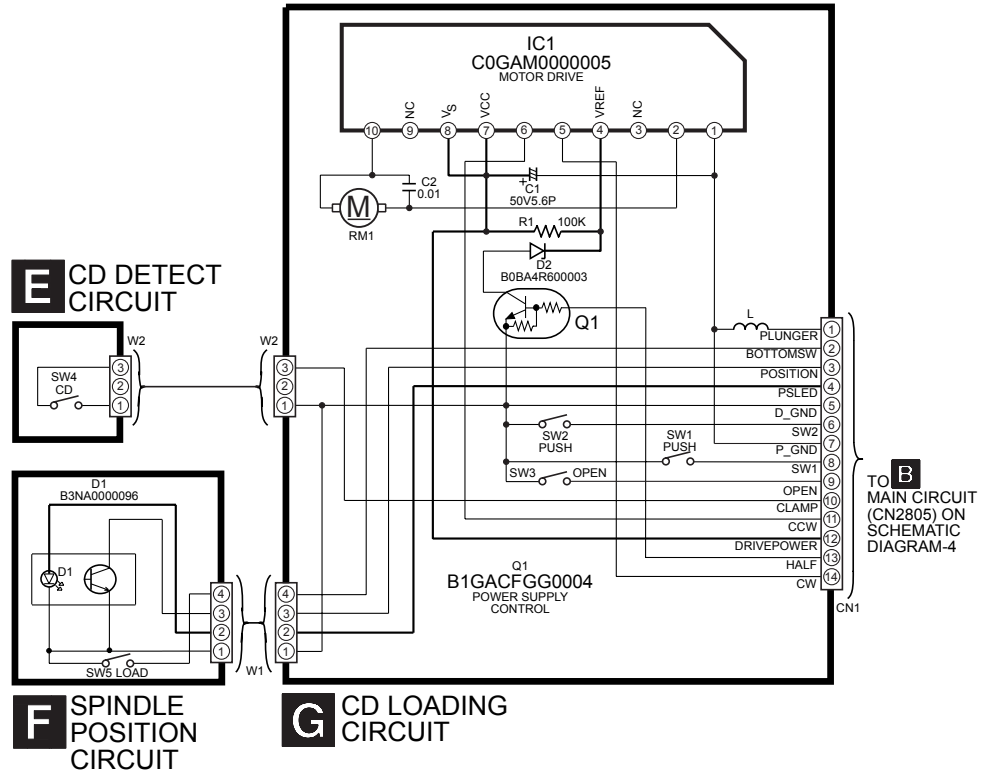 IC1
C0GAM0000005
MOTOR DRIVE
NC
VS
VCC
VREF
NC
10
9
8
7
6
5
4
3
2
1
+
C2
0.01
C1
50V5.6P
M
RM1
R1
100K
D2
B0BA4R600003
Q1
E
CD DETECT
CIRCUIT
W2
W2
SW4
CD
3
2
1
3
2
1
L
1
PLUNGER
2
BOTTOMSW
3
POSITION
4
PSLED
5
D_GND
6
SW2
7
P_GND
8
SW1
9
OPEN
10
CLAMP
11
CCW
12
DRIVEPOWER
13
HALF
14
CW
CN1
SW2
PUSH
SW1
PUSH
SW3
OPEN
TO B
MAIN CIRCUIT
(CN2805) ON
SCHEMATIC
DIAGRAM-4
D1
B3NA0000096
D1
SW5 LOAD
4
3
2
1
W1
4
3
2
1
Q1
B1GACFGG0004
POWER SUPPLY
CONTROL
F
SPINDLE
POSITION
CIRCUIT
G
CD LOADING
CIRCUIT